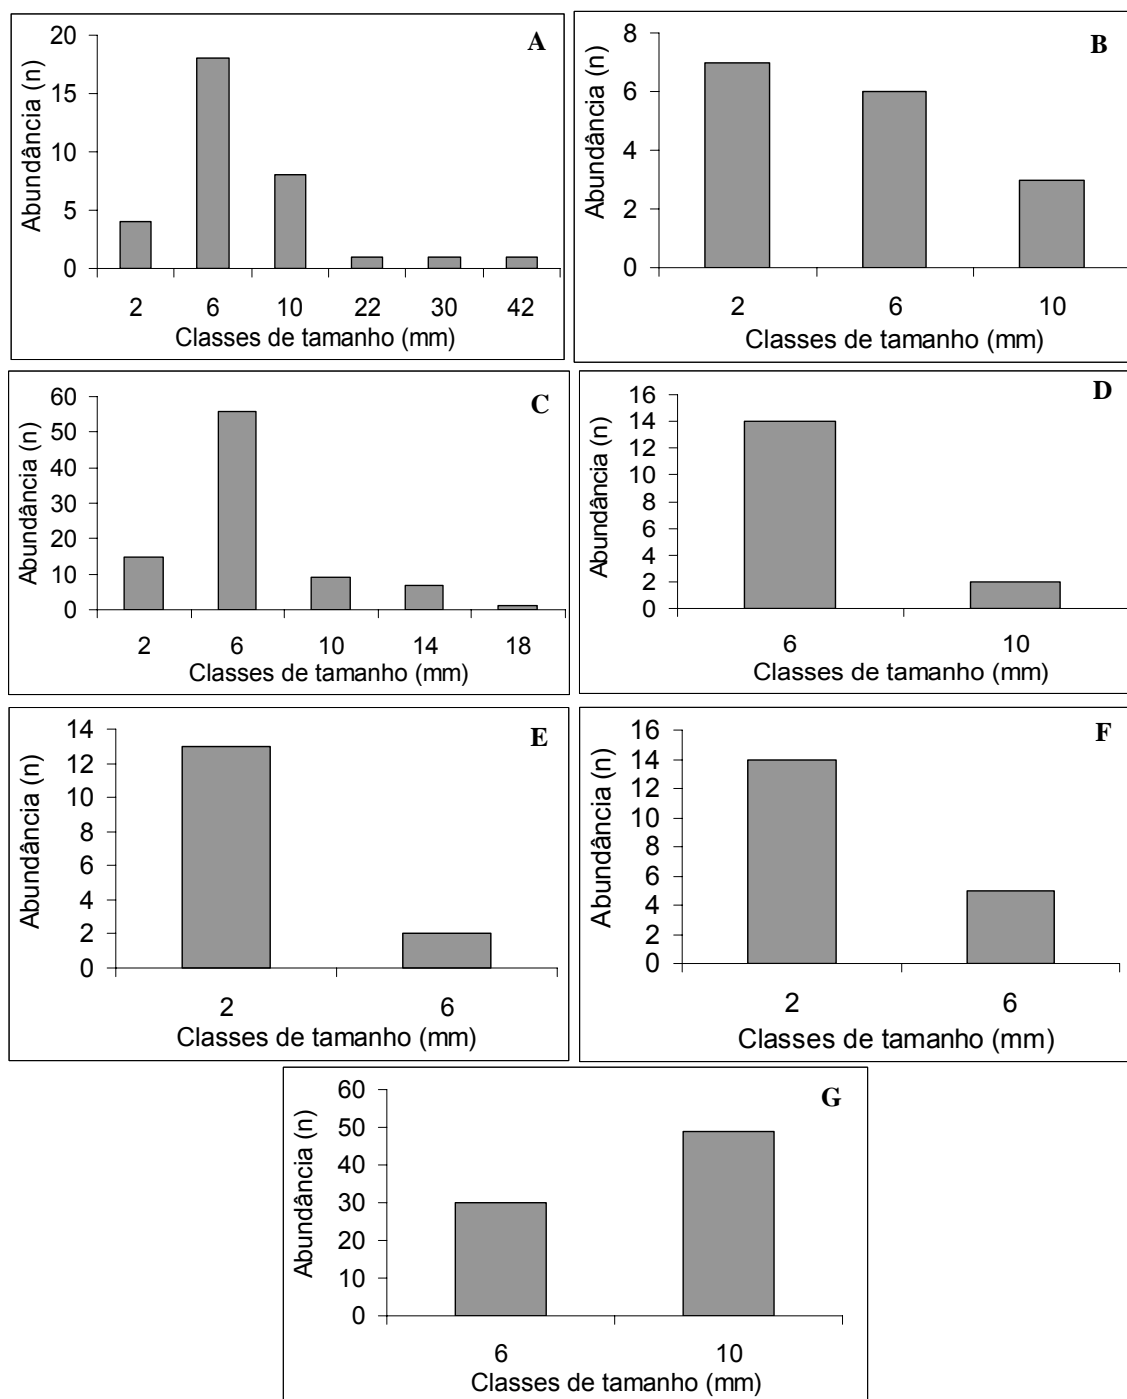 A
Abundância (n)
20
15
10
5
0
2 6 10 22 30 42
Classes de tamanho (mm)
B
Abundância (n)
8
6
4
2
0
2 6 10
Classes de tamanho (mm)
C
Abundância (n)
60
50
40
30
20
10
0
2 6 10 14 18
Classes de tamanho (mm)
D
Abundância (n)
16
14
12
10
8
6
4
2
0
6 10
Classes de tamanho (mm)
E
Abundância (n)
14
12
10
8
6
4
2
0
2 6
Classes de tamanho (mm)
F
Abundância (n)
16
14
12
10
8
6
4
2
0
2 6
Classes de tamanho (mm)
G
Abundância (n)
60
50
40
30
20
10
0
6 10
Classes de tamanho (mm)